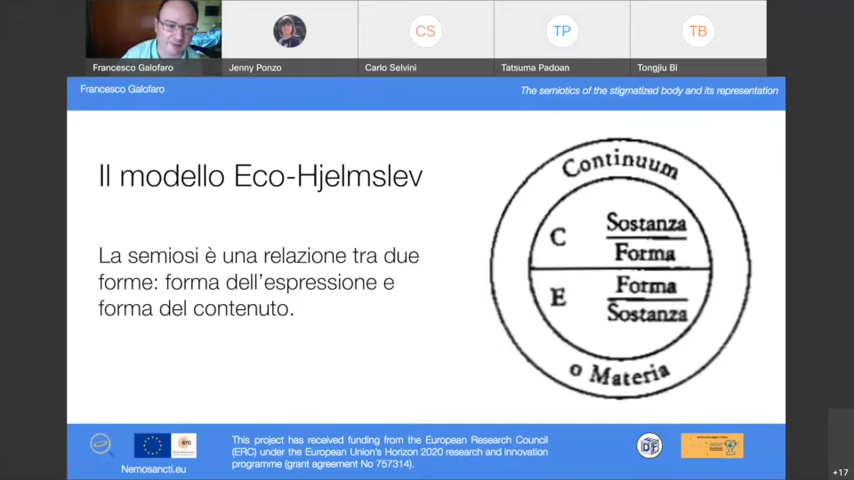 CS
TP
TB
Francesco Galofaro
Jenny Ponzo
Carlo Selvini
Tatsuma Padoan
Tongjiu Bi
Francesco Galofaro
The semiotics of the stigmatized body and its representation
Il modello Eco-Hjelmslev
La semiosi è una relazione tra due
forme: forma dell'espressione e
forma del contenuto.
Continuum
C
Sostanza
Forma
E
Forma
Sostanza
o Materia
Nemosancti.eu
erc
This project has received funding from the European Research Council
(ERC) under the European Union's Horizon 2020 research and innovation
programme (grant agreement No 757314).
DF
+17